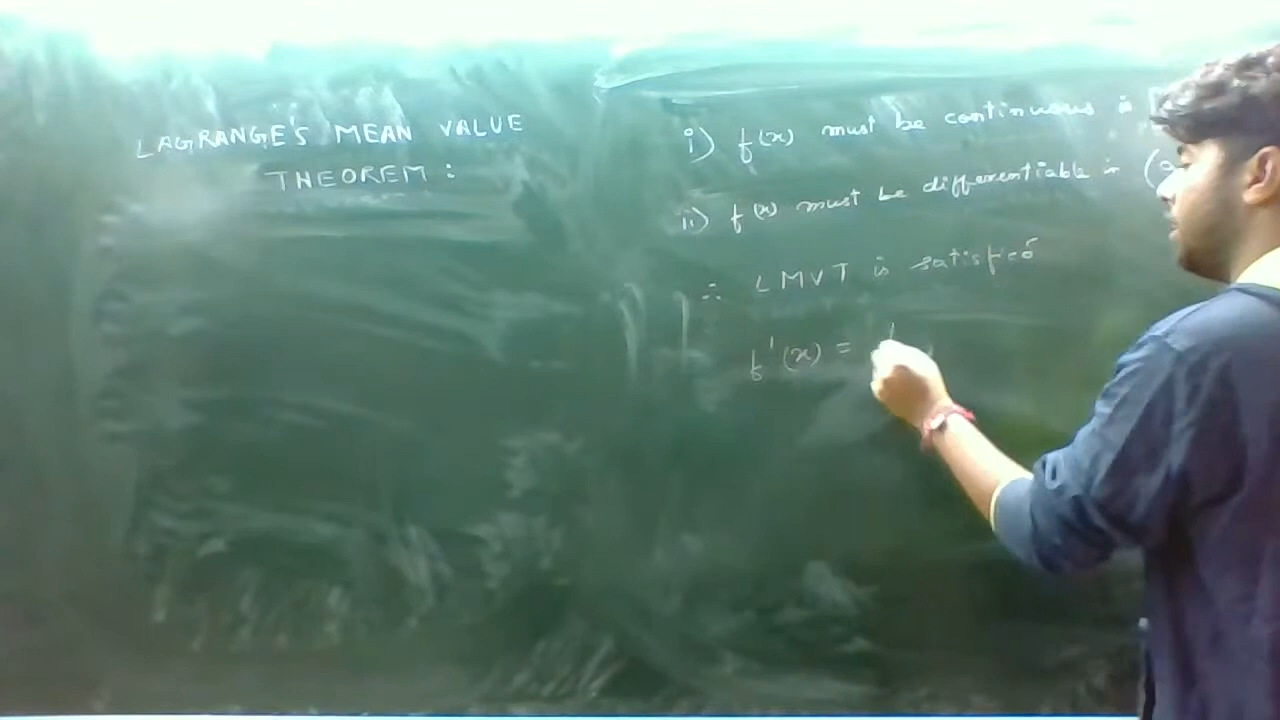 LAGRANGE'S MEAN VALUE
THEOREM :
i) f(x) must be continuous in
ii) f(x) must be differentiable in (a
∴ LMVT is satisfied
f'(x) =